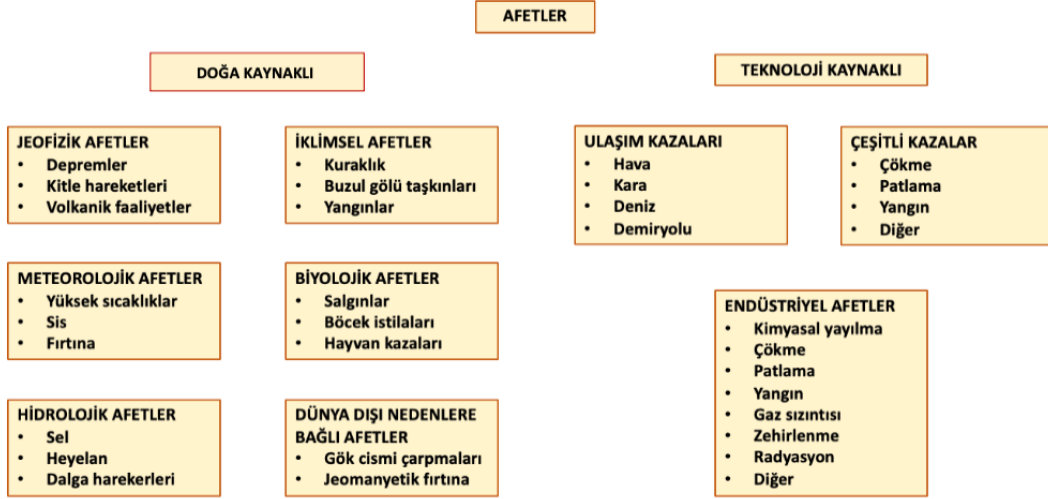 AFETLER
DOĞA KAYNAKLI
TEKNOLOJİ KAYNAKLI
JEOFİZİK AFETLER
• Depremler
• Kitle hareketleri
• Volkanik faaliyetler
İKLİMSEL AFETLER
• Kuraklık
• Buzul gölü taşkınları
• Yangınlar
ULAŞIM KAZALARI
• Hava
• Kara
• Deniz
• Demiryolu
ÇEŞİTLİ KAZALAR
• Çökme
• Patlama
• Yangın
• Diğer
METEOROLOJİK AFETLER
• Yüksek sıcaklıklar
• Sis
• Fırtına
BİYOLOJİK AFETLER
• Salgınlar
• Böcek istilaları
• Hayvan kazaları
ENDÜSTRİYEL AFETLER
• Kimyasal yayılma
• Çökme
• Patlama
• Yangın
• Gaz sızıntısı
• Zehirlenme
• Radyasyon
• Diğer
HİDROLOJİK AFETLER
• Sel
• Heyelan
• Dalga harekerleri
DÜNYA DIŞI NEDENLERE
BAĞLI AFETLER
• Gök cismi çarpmaları
• Jeomanyetik fırtına